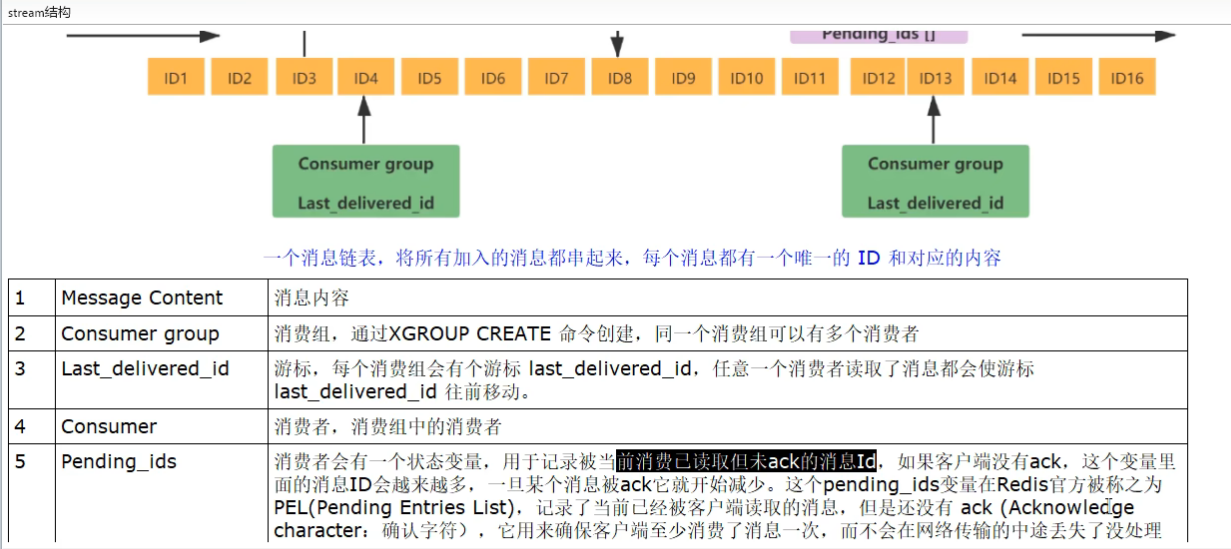 stream结构
Pending_ids []
ID1 ID2 ID3 ID4 ID5 ID6 ID7 ID8 ID9 ID10 ID11 ID12 ID13 ID14 ID15 ID16
Consumer group
Last_delivered_id
Consumer group
Last_delivered_id
一个消息链表，将所有加入的消息都串起来，每个消息都有一个唯一的 ID 和对应的内容
1 Message Content 消息内容
2 Consumer group 消费组，通过XGROUP CREATE 命令创建，同一个消费组可以有多个消费者
3 Last_delivered_id 游标，每个消费组会有个游标 last_delivered_id，任意一个消费者读取了消息都会使游标
last_delivered_id 往前移动。
4 Consumer 消费者，消费组中的消费者
5 Pending_ids 消费者会有一个状态变量，用于记录被当前消费已读取但未ack的消息Id，如果客户端没有ack，这个变量里
面的消息ID会越来越多，一旦某个消息被ack它就开始减少。这个pending_ids变量在Redis官方被称之为
PEL(Pending Entries List)，记录了当前已经被客户端读取的消息，但是还没有 ack (Acknowledge
character：确认字符），它用来确保客户端至少消费了消息一次，而不会在网络传输的中途丢失了没处理